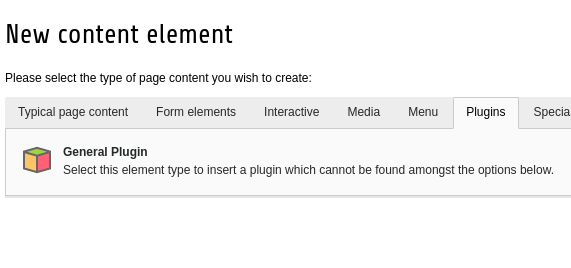 New content element
Please select the type of page content you wish to create:
Typical page content Form elements Interactive Media Menu Plugins Specia
General Plugin
Select this element type to insert a plugin which cannot be found amongst the options below.